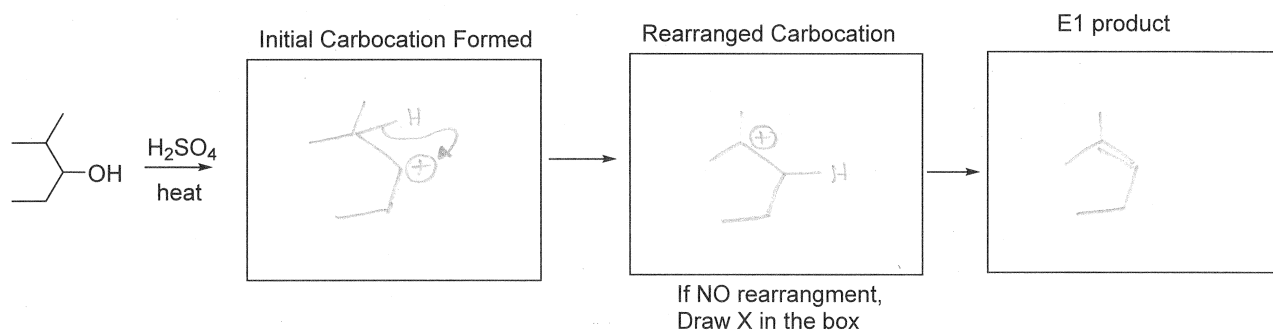 Initial Carbocation Formed
Rearranged Carbocation
E1 product
H
⊕
⊕
H
OH
H₂SO₄
heat
If NO rearrangment,
Draw X in the box